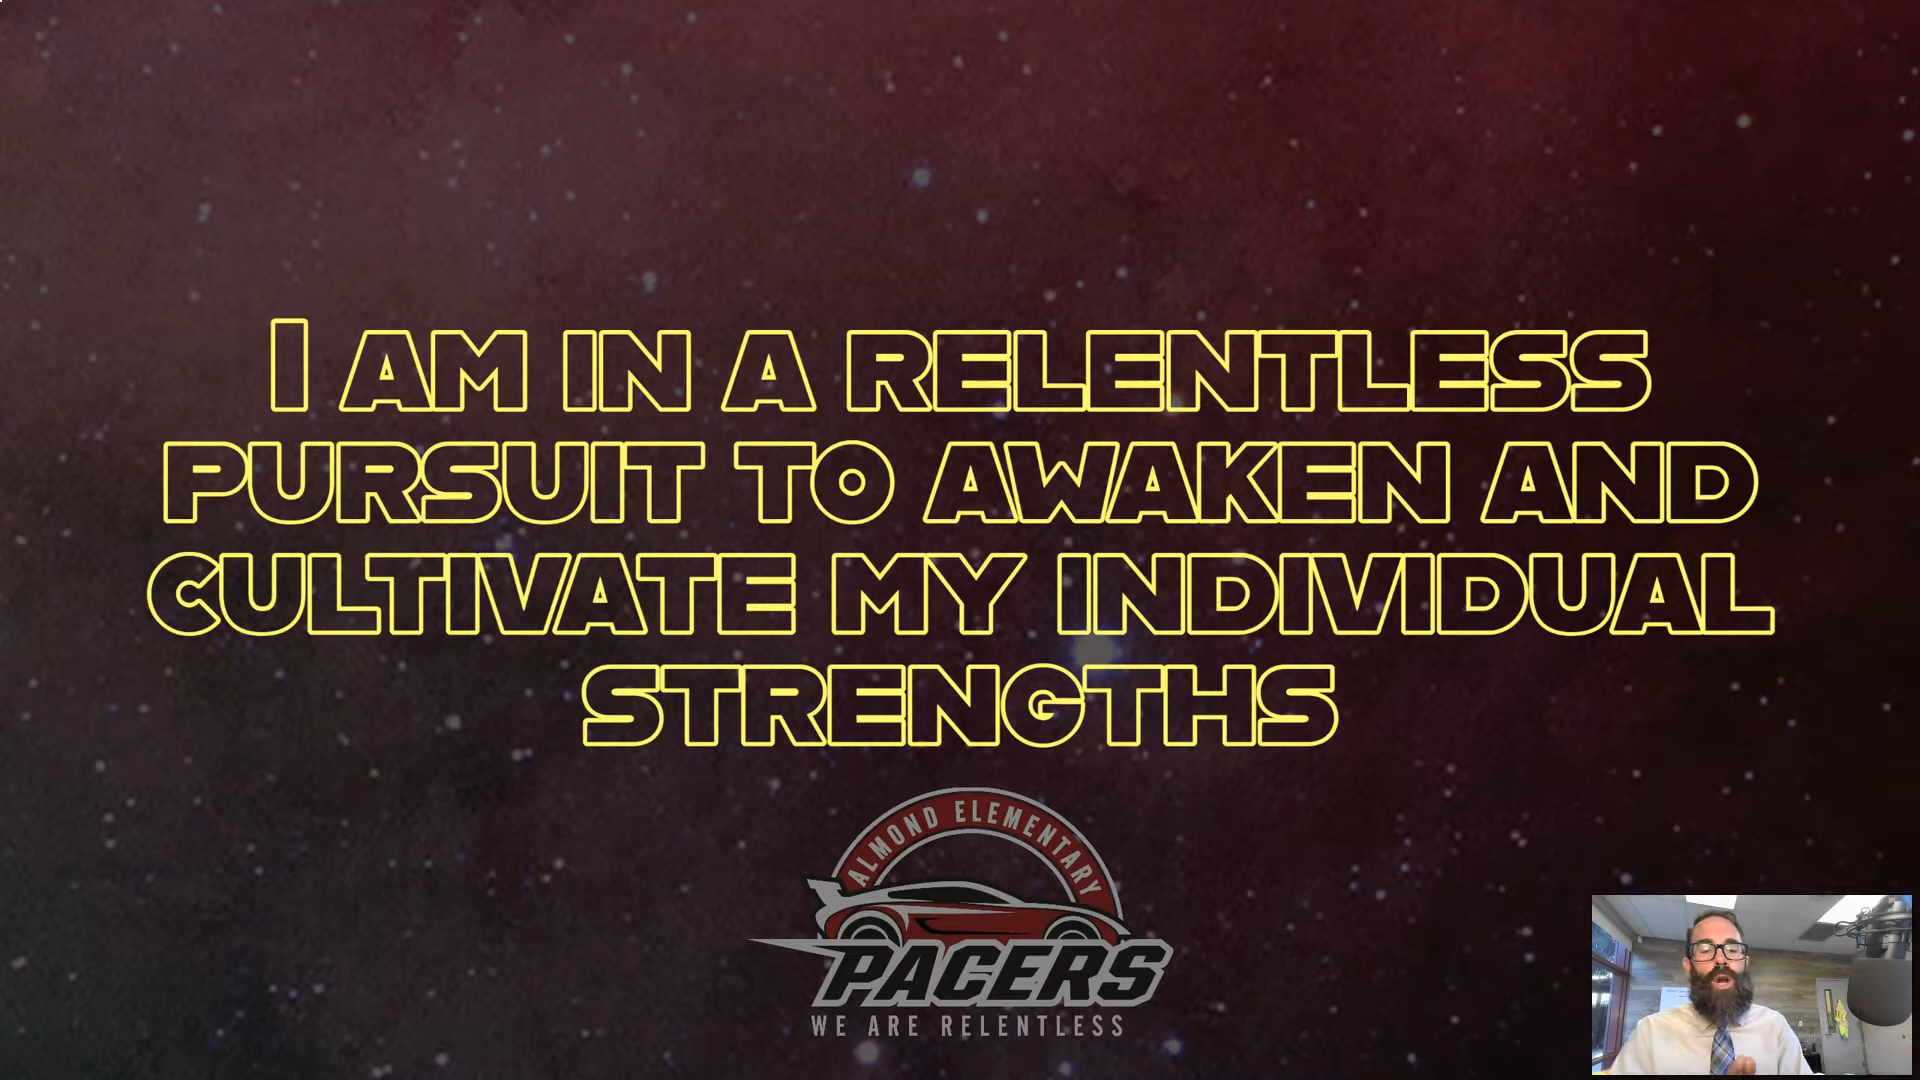 I AM IN A RELENTLESS
PURSUIT TO AWAKEN AND
CULTIVATE MY INDIVIDUAL
STRENGTHS
ALMOND ELEMENTARY
PACERS
WE ARE RELENTLESS